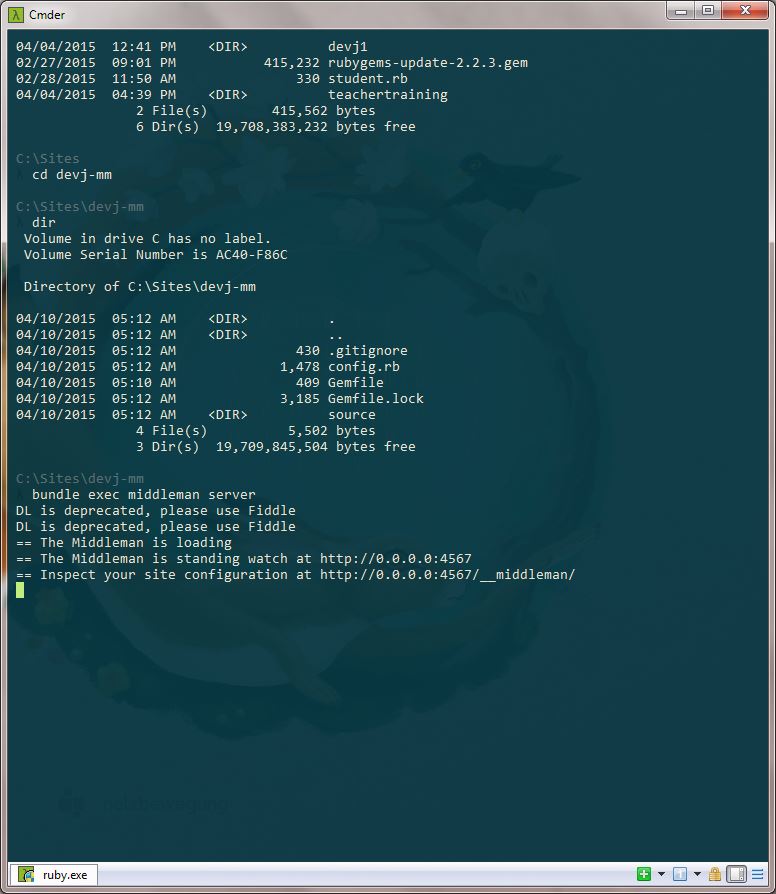 Cmder
04/04/2015  12:41 PM    <DIR>          devj1
02/27/2015  09:01 PM           415,232 rubygems-update-2.2.3.gem
02/28/2015  11:50 AM               330 student.rb
04/04/2015  04:39 PM    <DIR>          teachertraining
2 File(s)        415,562 bytes
6 Dir(s)  19,708,383,232 bytes free
C:\Sites
λ cd devj-mm
C:\Sites\devj-mm
λ dir
Volume in drive C has no label.
Volume Serial Number is AC40-F86C
Directory of C:\Sites\devj-mm
04/10/2015  05:12 AM    <DIR>          .
04/10/2015  05:12 AM    <DIR>          ..
04/10/2015  05:12 AM               430 .gitignore
04/10/2015  05:12 AM             1,478 config.rb
04/10/2015  05:10 AM               409 Gemfile
04/10/2015  05:12 AM             3,185 Gemfile.lock
04/10/2015  05:12 AM    <DIR>          source
4 File(s)          5,502 bytes
3 Dir(s)  19,709,845,504 bytes free
C:\Sites\devj-mm
λ bundle exec middleman server
DL is deprecated, please use Fiddle
DL is deprecated, please use Fiddle
== The Middleman is loading
== The Middleman is standing watch at http://0.0.0.0:4567
== Inspect your site configuration at http://0.0.0.0:4567/__middleman/
ruby.exe